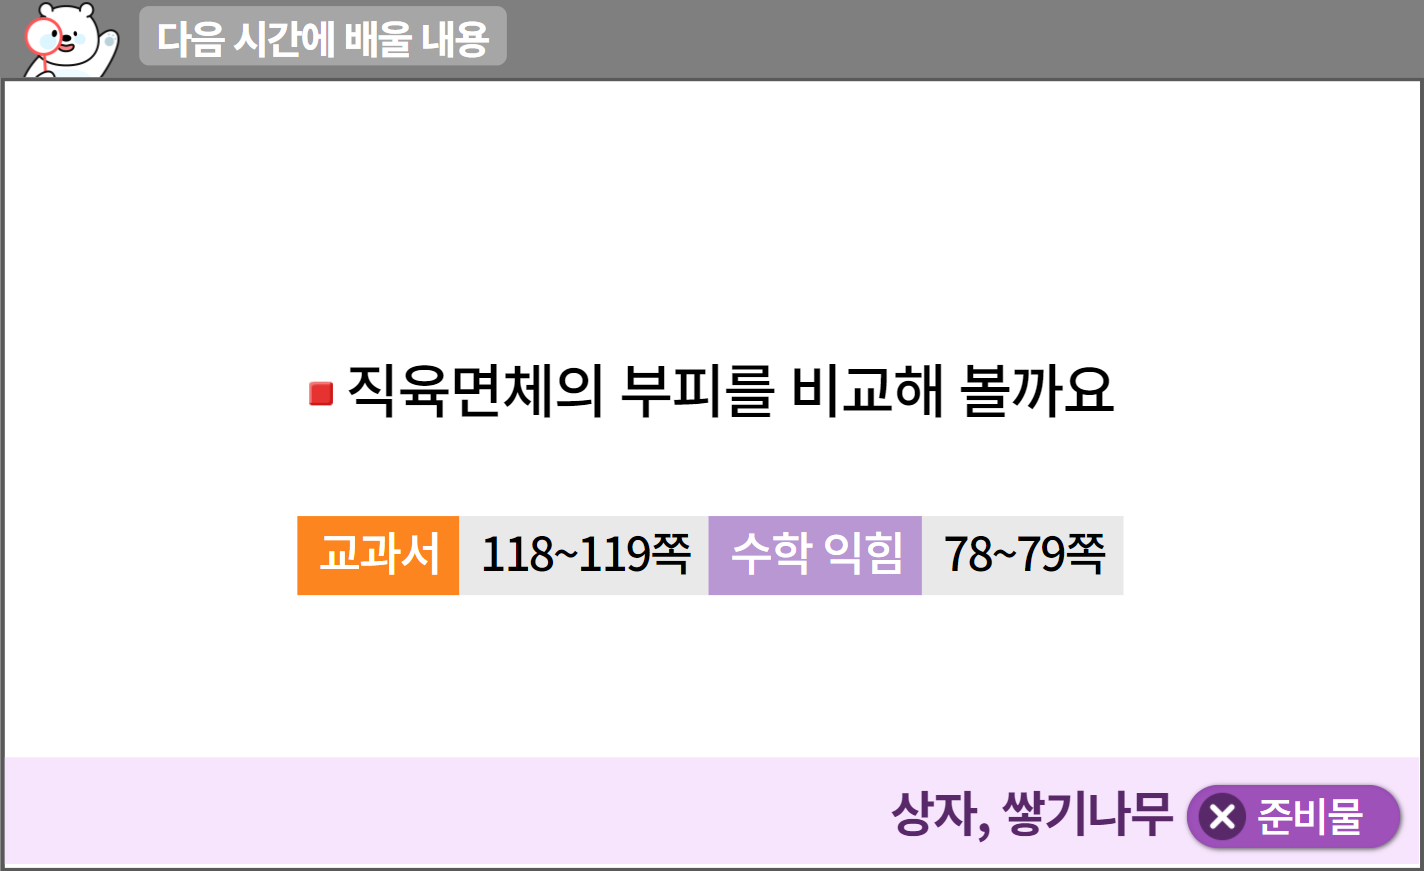 다음 시간에 배울 내용
직육면체의 부피를 비교해 볼까요
교과서 118~119쪽 수학 익힘 78~79쪽
상자, 쌓기나무 준비물